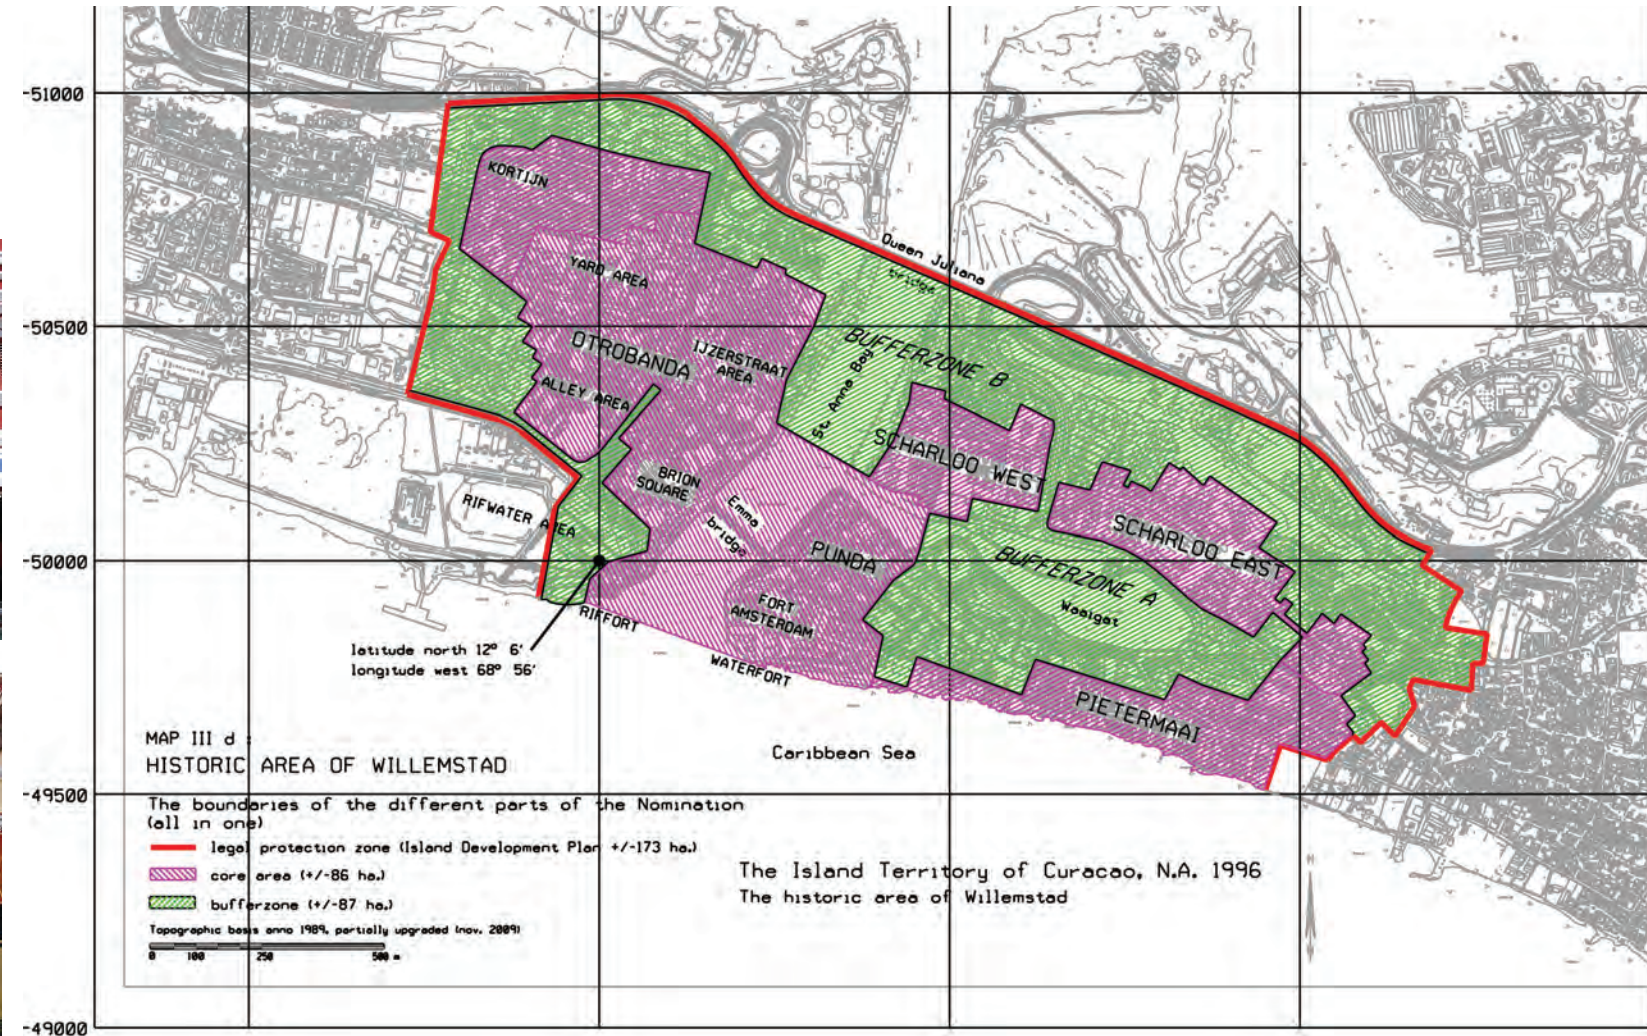 51000
50500
50000
49500
49000
KORTIJN
YARD AREA
OTROBANDA
IJZERSTRAAT
AREA
ALLEY AREA
BRION
SQUARE
RIFWATER AREA
Emma
bridge
PUNDA
FORT
AMSTERDAM
RIFFORT
WATERFORT
Queen Juliana
bridge
BUFFERZONE B
St. Anna Bay
SCHARLOO WEST
SCHARLOO EAST
BUFFERZONE A
Waaigat
PIETERMAAI
Caribbean Sea
latitude north 12° 6'
longitude west 68° 56'
MAP III d :
HISTORIC AREA OF WILLEMSTAD
The boundaries of the different parts of the Nomination
(all in one)
legal protection zone (Island Development Plan +/-173 ha.)
core area (+/-86 ha.)
bufferzone (+/-87 ha.)
Topographic basis anno 1989, partially upgraded (nov. 2009)
0 100 250 500 m
The Island Territory of Curacao, N.A. 1996
The historic area of Willemstad
N